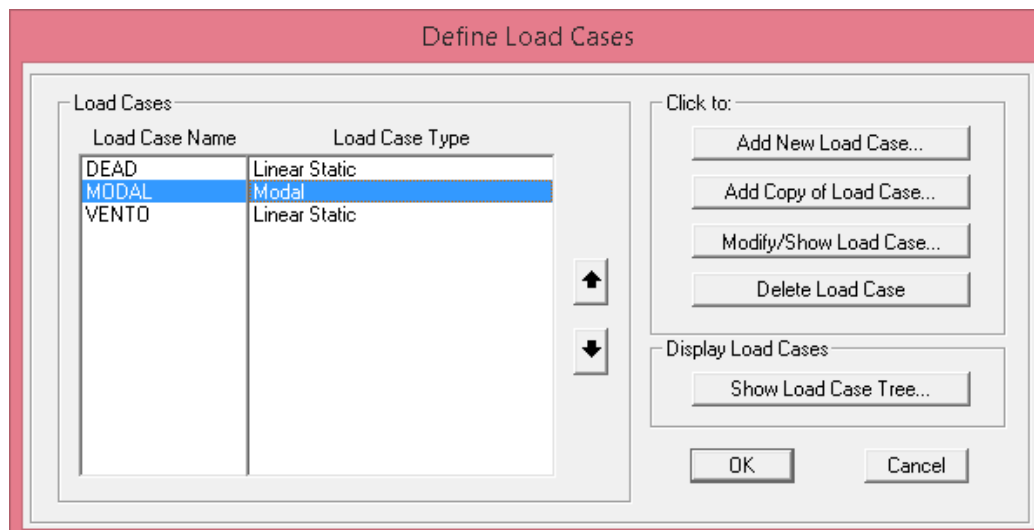 Define Load Cases
Load Cases
Load Case Name Load Case Type
DEAD Linear Static
MODAL Modal
VENTO Linear Static
Click to:
Add New Load Case...
Add Copy of Load Case...
Modify/Show Load Case...
Delete Load Case
Display Load Cases
Show Load Case Tree...
OK Cancel